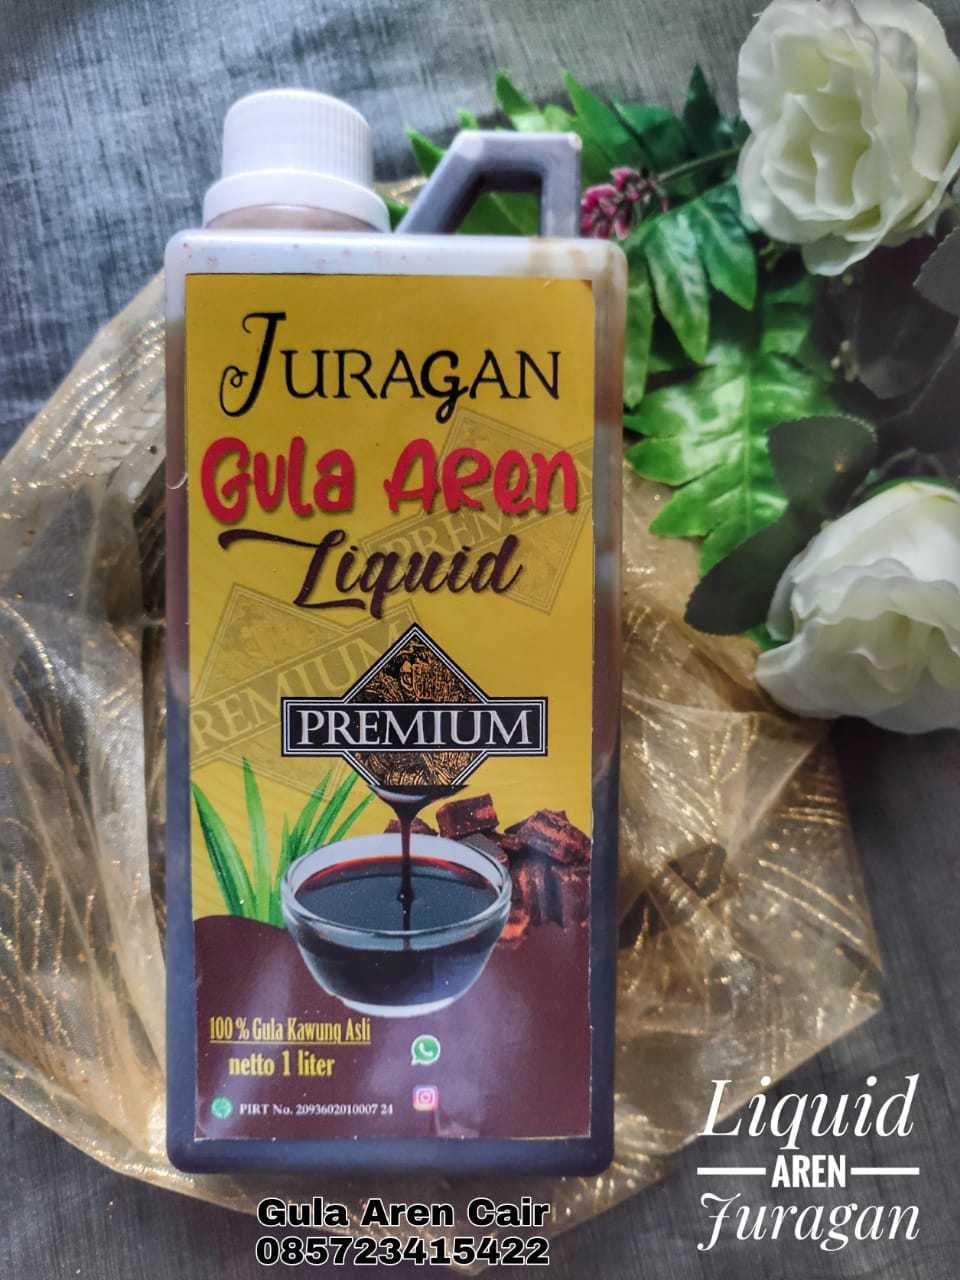 JURAGAN
Gula Aren
Liquid
PREMIUM
PREMIUM
PREMIUM
100 % Gula Kawung Asli
netto 1 liter
PIRT No. 2093602010007 24
Liquid
AREN
Juragan
Gula Aren Cair
085723415422